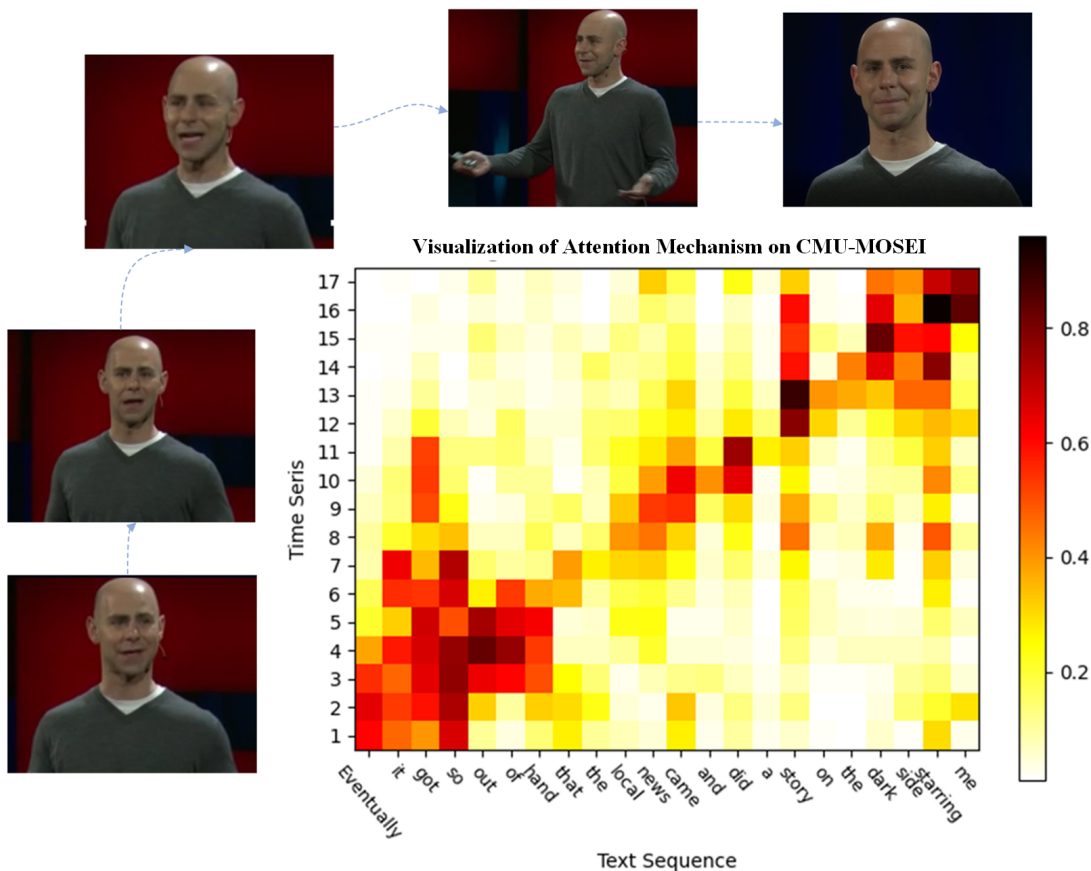 Visualization of Attention Mechanism on CMU-MOSEI
17
16
15
14
13
12
11
10
9
8
7
6
5
4
3
2
1
Time Seris
Eventually
it
got
so
out
of
hand
that
the
local
news
came
and
did
a
story
on
the
dark
side
starring
me
Text Sequence
0.8
0.6
0.4
0.2